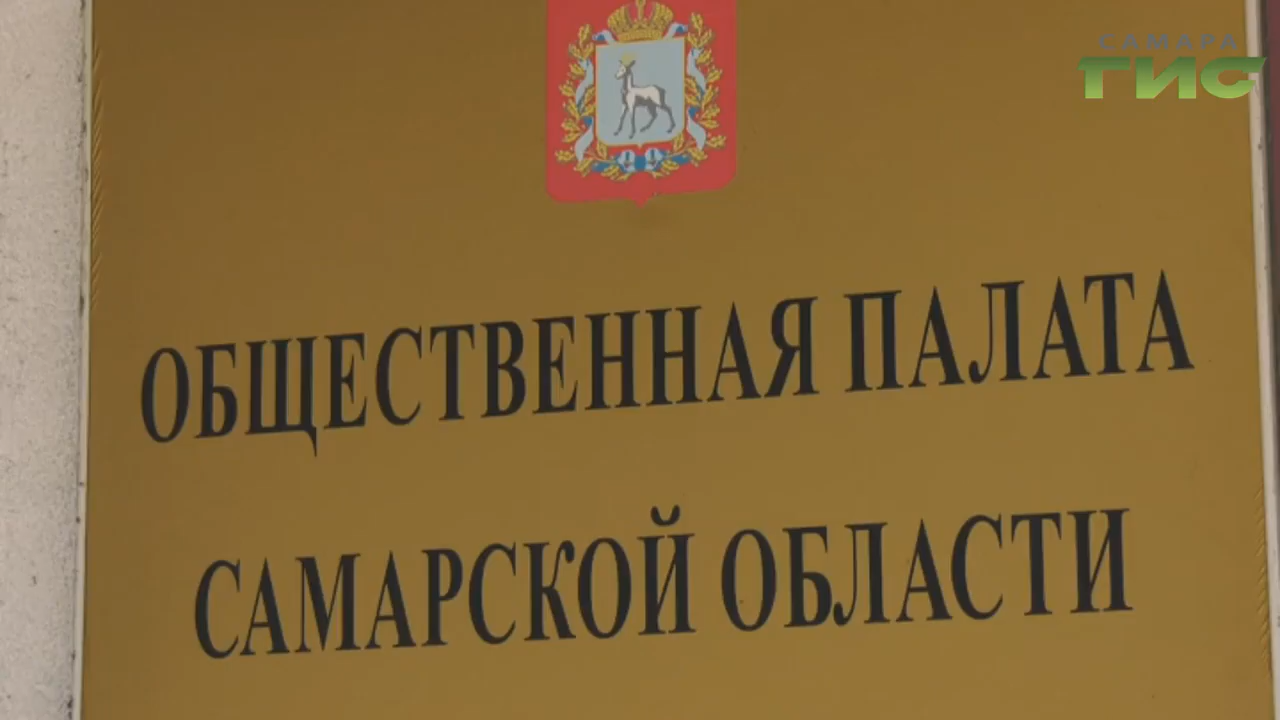 САМАРА
ГИС
ОБЩЕСТВЕННАЯ ПАЛАТА
САМАРСКОЙ ОБЛАСТИ